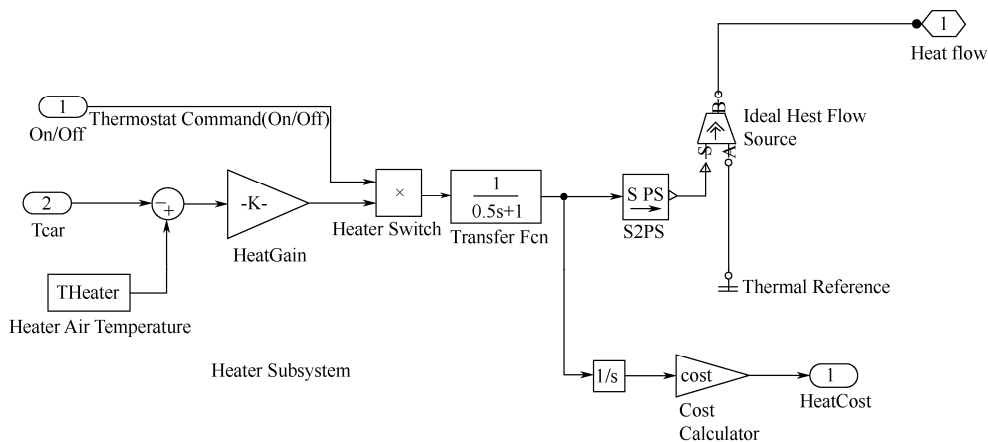 1
Heat flow
B
Ideal Hest Flow
Source
S
A
1
On/Off
Thermostat Command(On/Off)
2
Tcar
−
+
-K-
HeatGain
×
Heater Switch
1
0.5s+1
Transfer Fcn
S PS
S2PS
THeater
Heater Air Temperature
Thermal Reference
Heater Subsystem
1/s
cost
Cost
Calculator
1
HeatCost